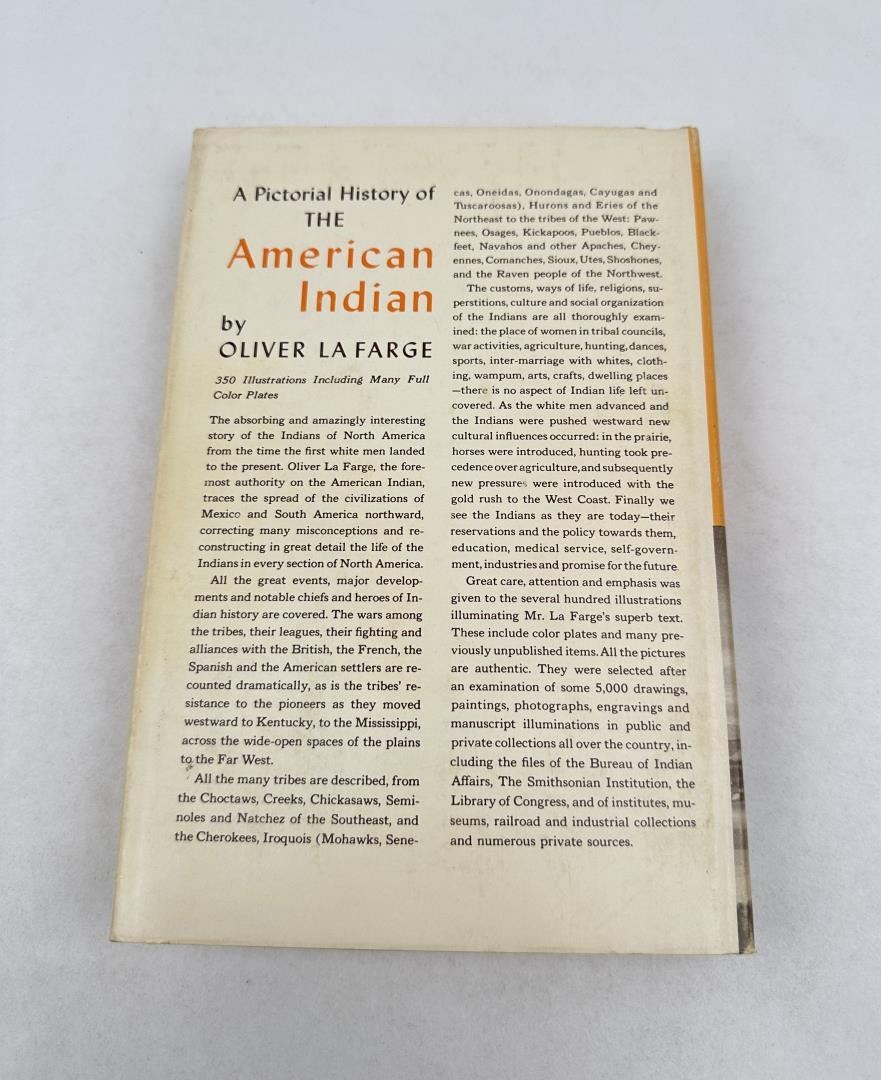 A Pictorial History of
THE
American
Indian
by
OLIVER LA FARGE
350 Illustrations Including Many Full
Color Plates
The absorbing and amazingly interesting
story of the Indians of North America
from the time the first white men landed
to the present. Oliver La Farge, the fore-
most authority on the American Indian,
traces the spread of the civilizations of
Mexico and South America northward,
correcting many misconceptions and re-
constructing in great detail the life of the
Indians in every section of North America.
All the great events, major develop-
ments and notable chiefs and heroes of In-
dian history are covered. The wars among
the tribes, their leagues, their fighting and
alliances with the British, the French, the
Spanish and the American settlers are re-
counted dramatically, as is the tribes' re-
sistance to the pioneers as they moved
westward to Kentucky, to the Mississippi,
across the wide-open spaces of the plains
to the Far West.
All the many tribes are described, from
the Choctaws, Creeks, Chickasaws, Semi-
noles and Natchez of the Southeast, and
the Cherokees, Iroquois (Mohawks, Sene-
cas, Oneidas, Onondagas, Cayugas and
Tuscaroosas), Hurons and Eries of the
Northeast to the tribes of the West: Paw-
nees, Osages, Kickapoos, Pueblos, Black-
feet, Navahos and other Apaches, Chey-
ennes, Comanches, Sioux, Utes, Shoshones,
and the Raven people of the Northwest.
The customs, ways of life, religions, su-
perstitions, culture and social organization
of the Indians are all thoroughly exam-
ined: the place of women in tribal councils,
war activities, agriculture, hunting, dances,
sports, inter-marriage with whites, cloth-
ing, wampum, arts, crafts, dwelling places
—there is no aspect of Indian life left un-
covered. As the white men advanced and
the Indians were pushed westward new
cultural influences occurred: in the prairie,
horses were introduced, hunting took pre-
cedence over agriculture, and subsequently
new pressures were introduced with the
gold rush to the West Coast. Finally we
see the Indians as they are today—their
reservations and the policy towards them,
education, medical service, self-govern-
ment, industries and promise for the future.
Great care, attention and emphasis was
given to the several hundred illustrations
illuminating Mr. La Farge's superb text.
These include color plates and many pre-
viously unpublished items. All the pictures
are authentic. They were selected after
an examination of some 5,000 drawings,
paintings, photographs, engravings and
manuscript illuminations in public and
private collections all over the country, in-
cluding the files of the Bureau of Indian
Affairs, The Smithsonian Institution, the
Library of Congress, and of institutes, mu-
seums, railroad and industrial collections
and numerous private sources.